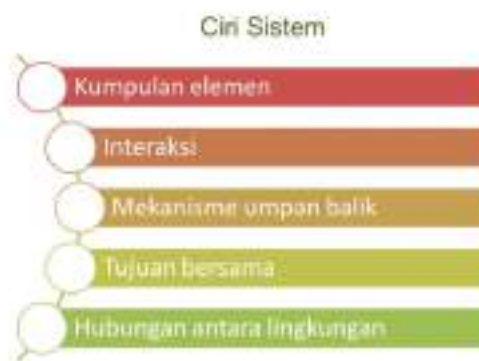 Ciri Sistem
Kumpulan elemen
Interaksi
Mekanisme umpan balik
Tujuan bersama
Hubungan antara lingkungan